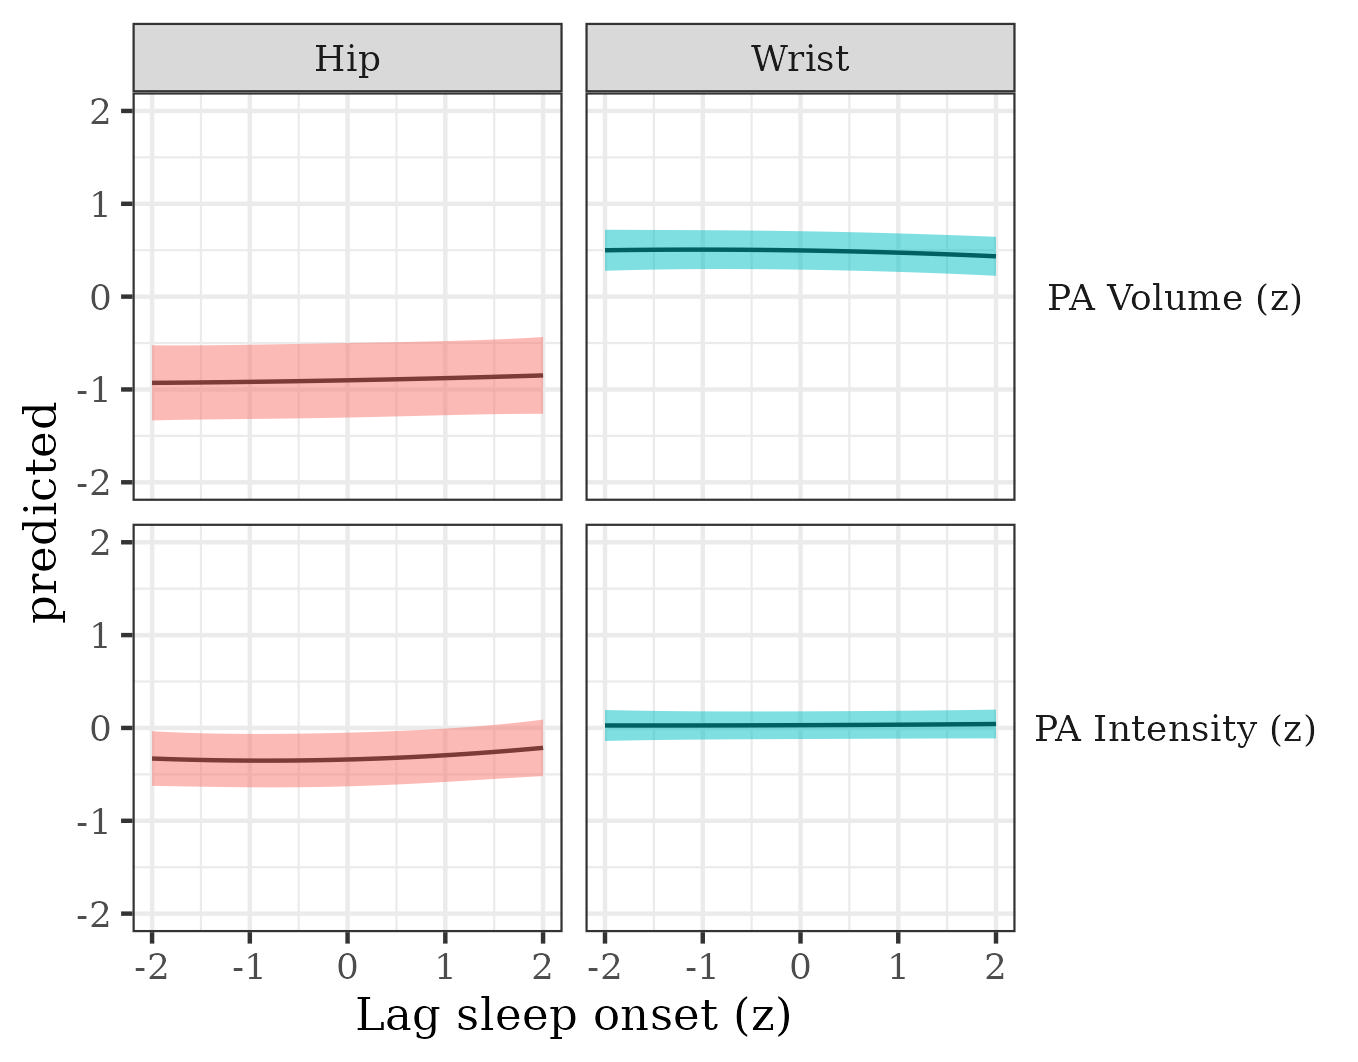 Hip Wrist
2
1
0
-1
-2
PA Volume (z)
predicted
2
1
0
-1
-2
PA Intensity (z)
-2 -1 0 1 2 -2 -1 0 1 2
Lag sleep onset (z)